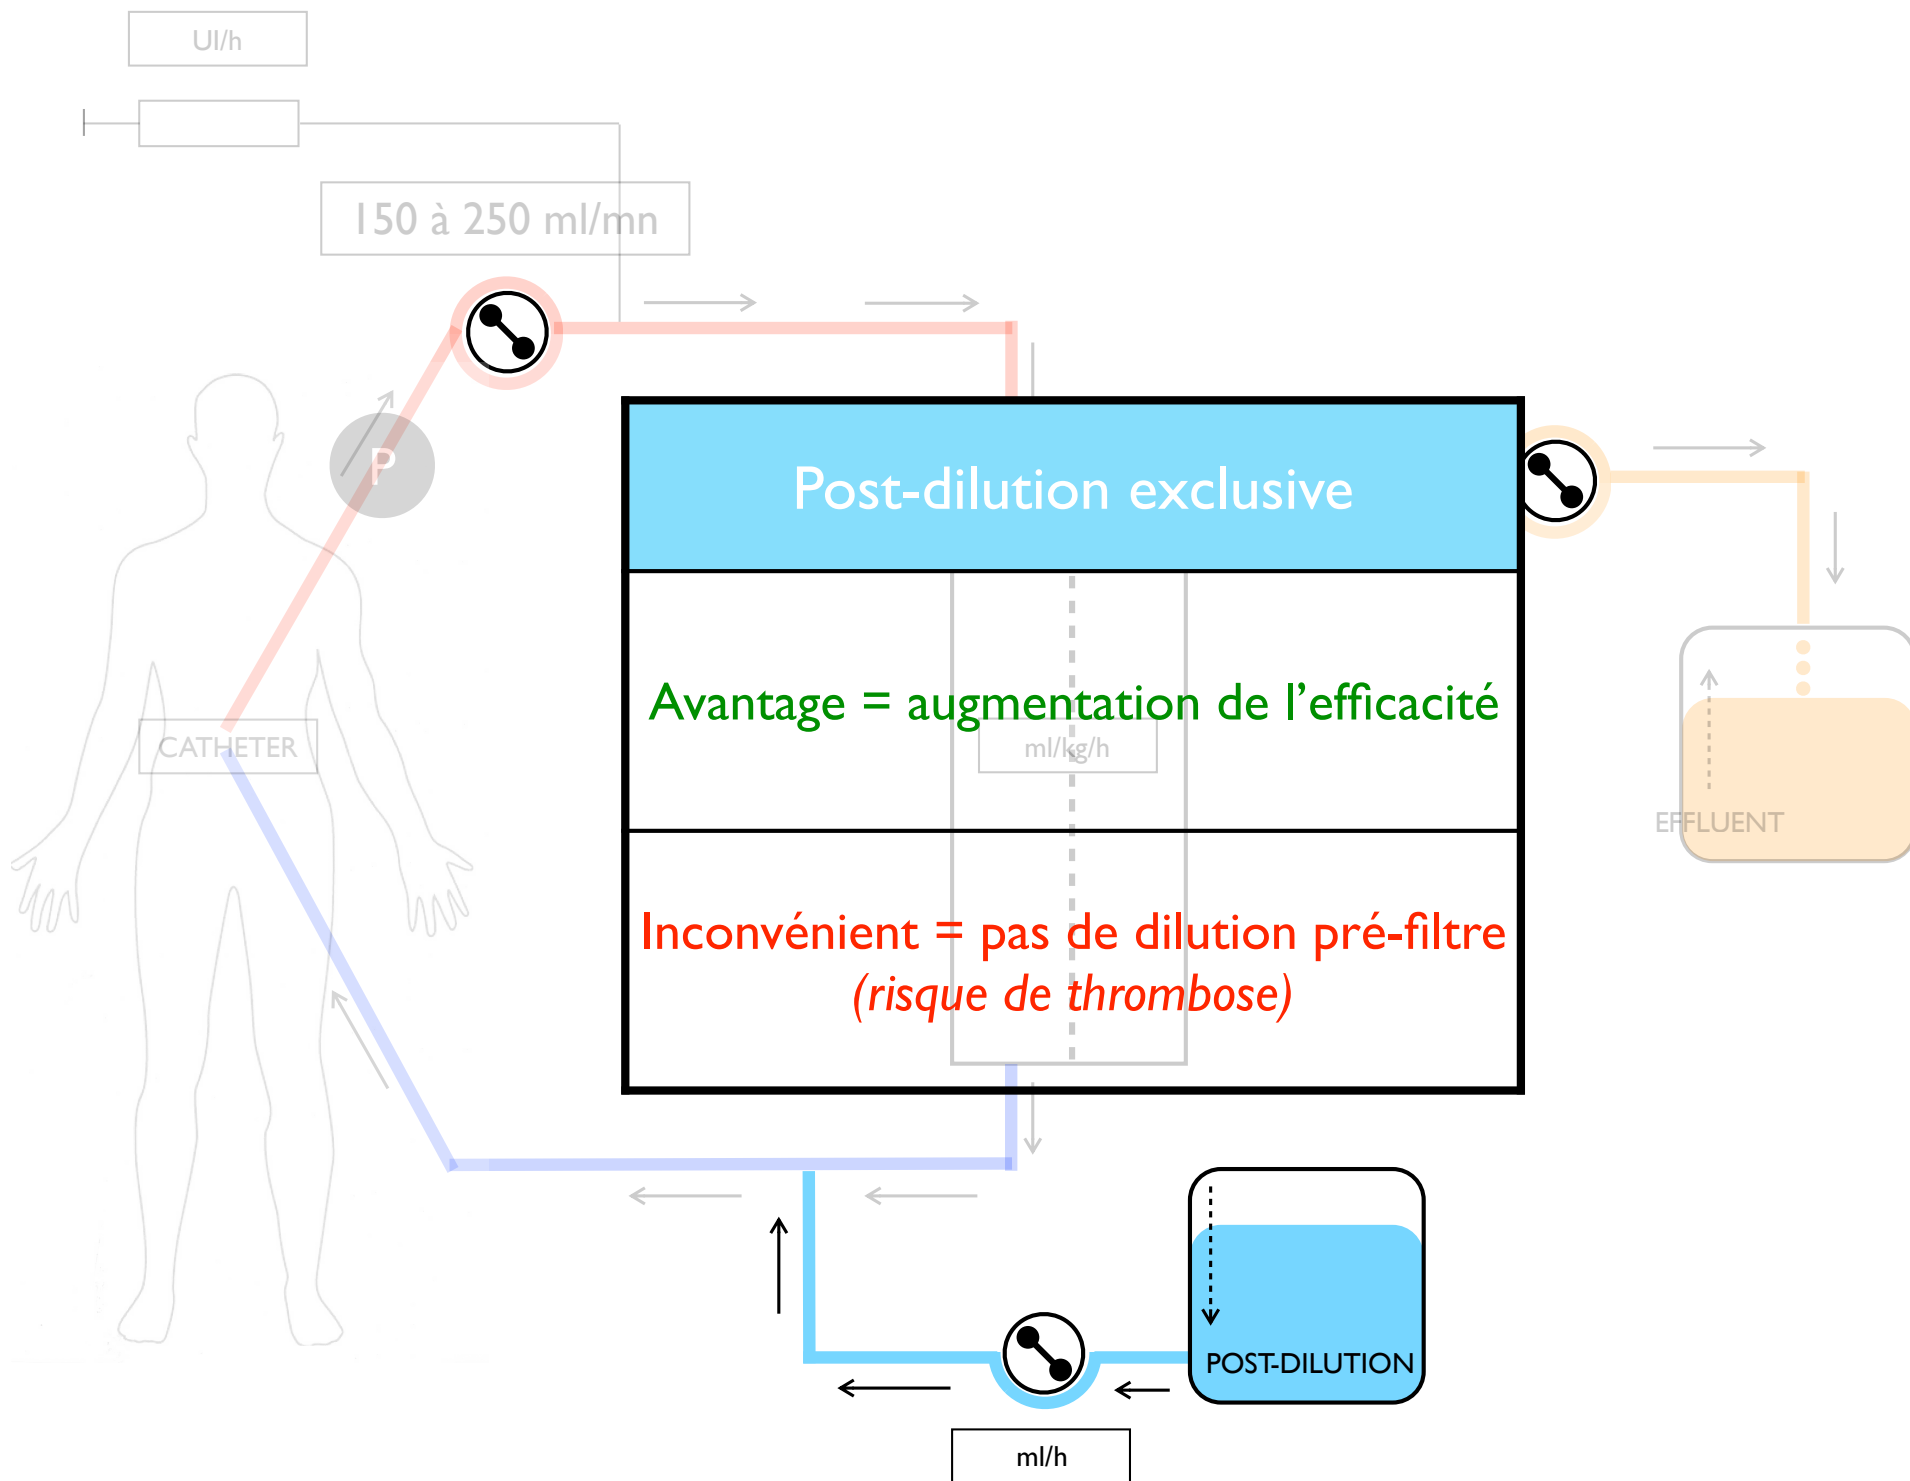 UI/h
150 à 250 ml/mn
P
Post-dilution exclusive
Avantage = augmentation de l’efficacité
CATHETER
ml/kg/h
EFFLUENT
Inconvénient = pas de dilution pré-filtre
(risque de thrombose)
POST-DILUTION
ml/h